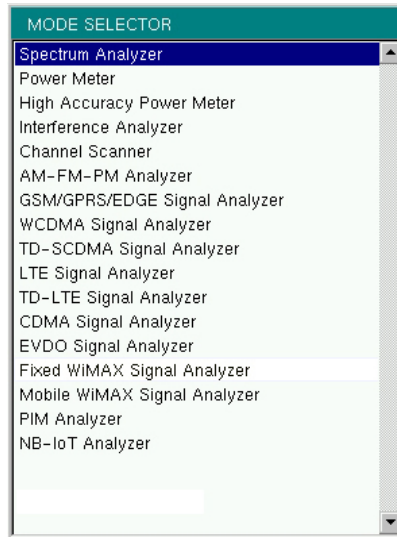 MODE SELECTOR
Spectrum Analyzer
Power Meter
High Accuracy Power Meter
Interference Analyzer
Channel Scanner
AM-FM-PM Analyzer
GSM/GPRS/EDGE Signal Analyzer
WCDMA Signal Analyzer
TD-SCDMA Signal Analyzer
LTE Signal Analyzer
TD-LTE Signal Analyzer
CDMA Signal Analyzer
EVDO Signal Analyzer
Fixed WiMAX Signal Analyzer
Mobile WiMAX Signal Analyzer
PIM Analyzer
NB-IoT Analyzer